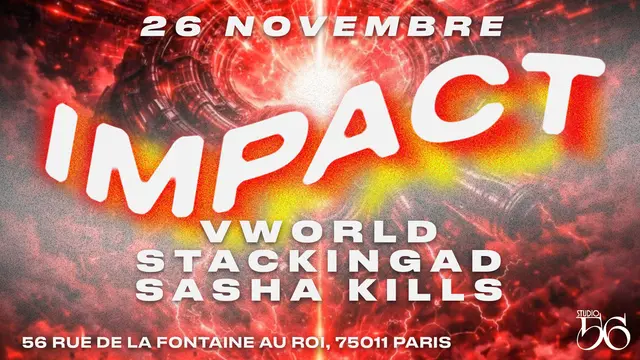 26 NOVEMBRE
IMPACT
VWORLD
STACKINGAD
SASHA KILLS
56 RUE DE LA FONTAINE AU ROI, 75011 PARIS
STUDIO
56